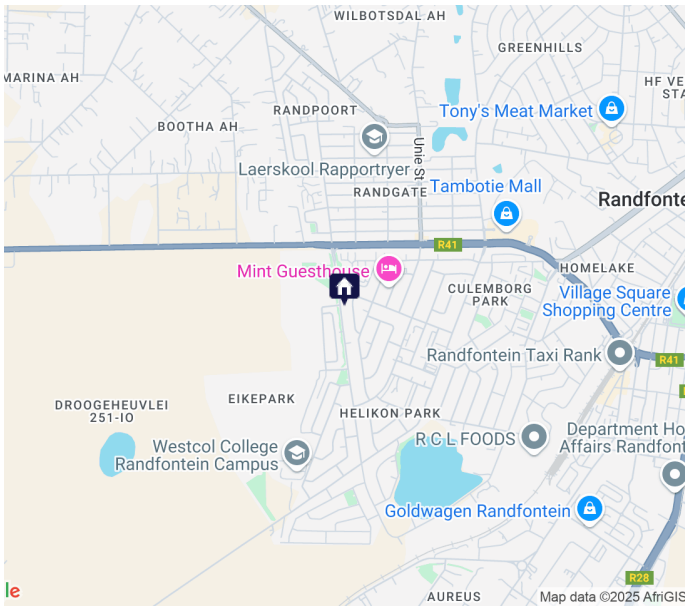 WILBOTSDAL AH
GREENHILLS
MARINA AH
HF VE
STA
RANDPOORT
Tony's Meat Market
BOOTHA AH
Unie St
Laerskool Rapportryer
RANDGATE
Tambotie Mall
Randfonte
R41
Mint Guesthouse
HOMELAKE
CULEMBORG
PARK
Village Square
Shopping Centre
Randfontein Taxi Rank
R41
EIKEPARK
DROOGEHEUVLEI
251-IO
HELIKON PARK
Westcol College
Randfontein Campus
R C L FOODS
Department Ho
Affairs Randfont
Goldwagen Randfontein
R28
le
AUREUS
Map data ©2025 AfriGIS